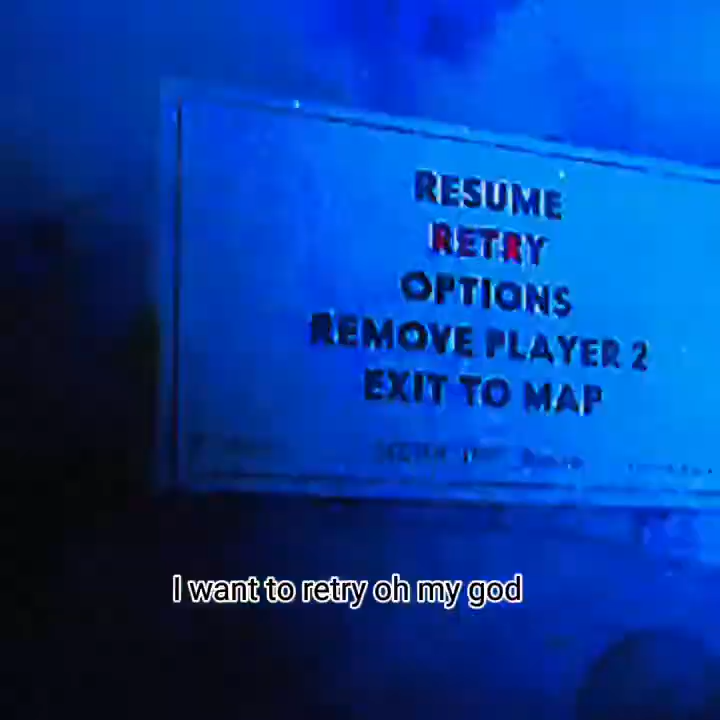 RESUME
RETRY
OPTIONS
REMOVE PLAYER 2
EXIT TO MAP
I want to retry oh my god